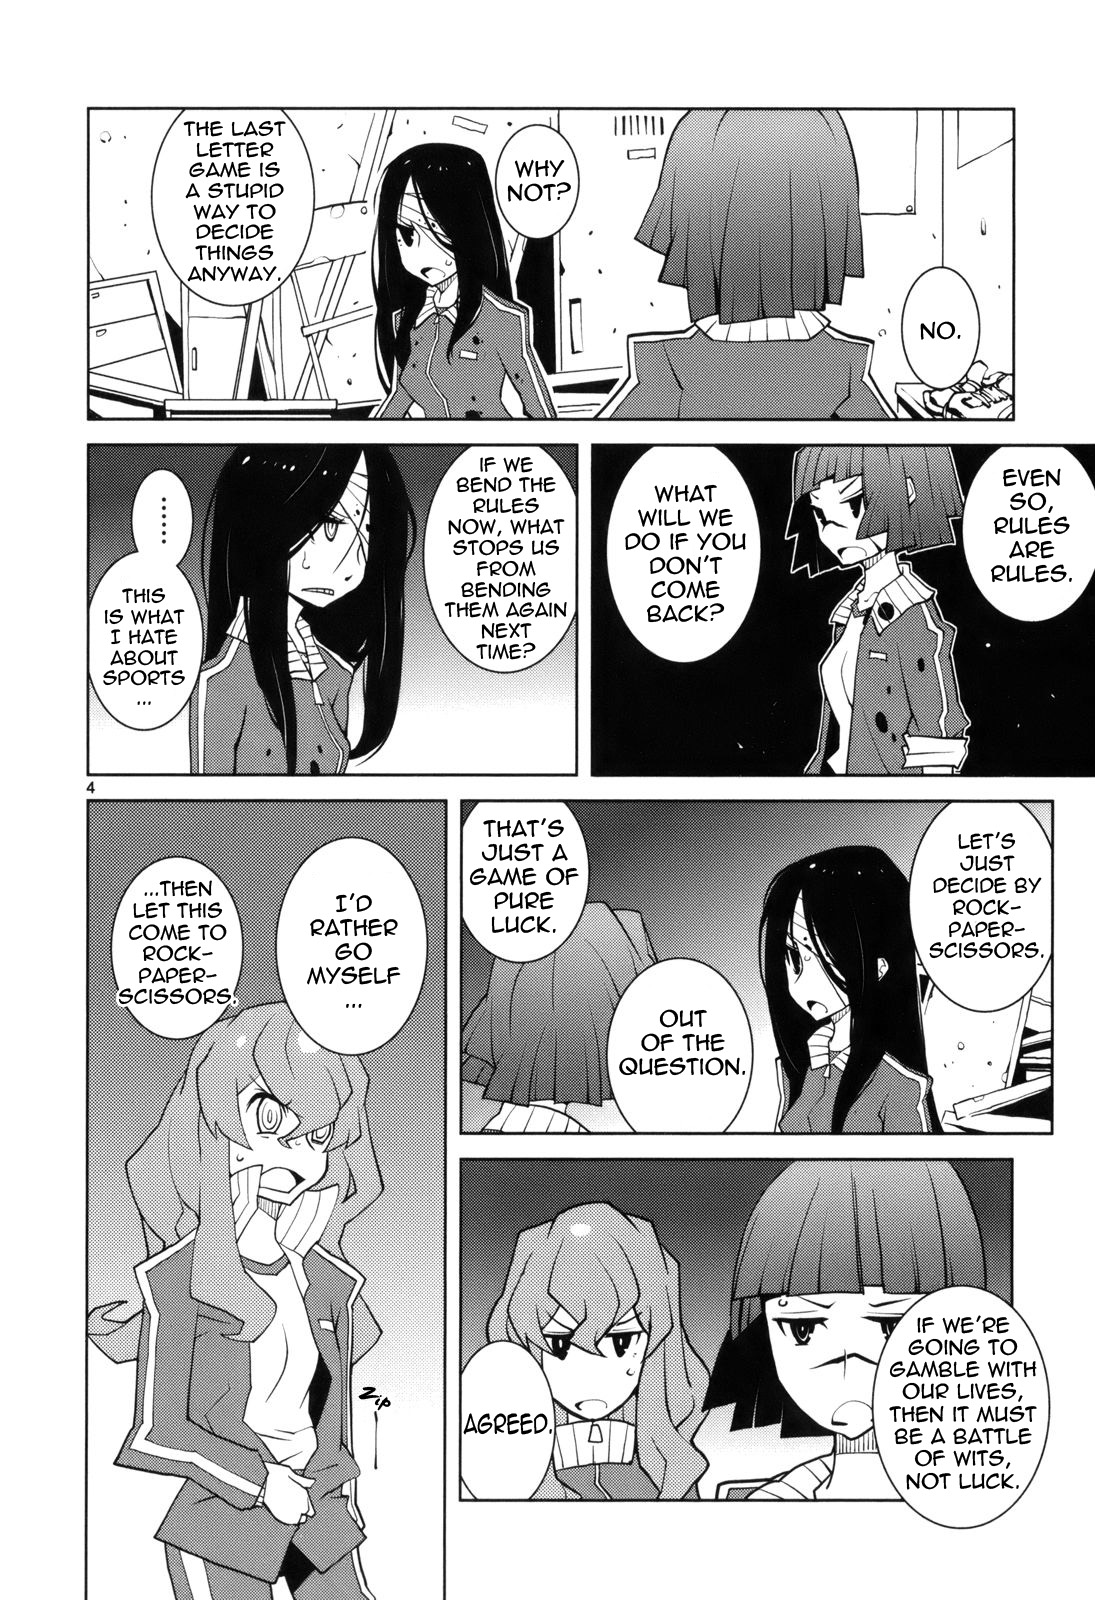 NO.
WHY
NOT?
THE LAST
LETTER
GAME IS
A STUPID
WAY TO
DECIDE
THINGS
ANYWAY.
EVEN
SO,
RULES
ARE
RULES.
WHAT
WILL WE
DO IF YOU
DON'T
COME
BACK?
IF WE
BEND THE
RULES
NOW, WHAT
STOPS US
FROM
BENDING
THEM AGAIN
NEXT
TIME?
......
THIS
IS WHAT
I HATE
ABOUT
SPORTS
...
4
LET'S
JUST
DECIDE BY
ROCK-
PAPER-
SCISSORS.
THAT'S
JUST A
GAME OF
PURE
LUCK.
OUT
OF THE
QUESTION.
IF WE'RE
GOING TO
GAMBLE WITH
OUR LIVES,
THEN IT MUST
BE A BATTLE
OF WITS,
NOT LUCK.
AGREED.
I'D
RATHER
GO
MYSELF
...
...THEN
LET THIS
COME TO
ROCK-
PAPER-
SCISSORS.
Zip